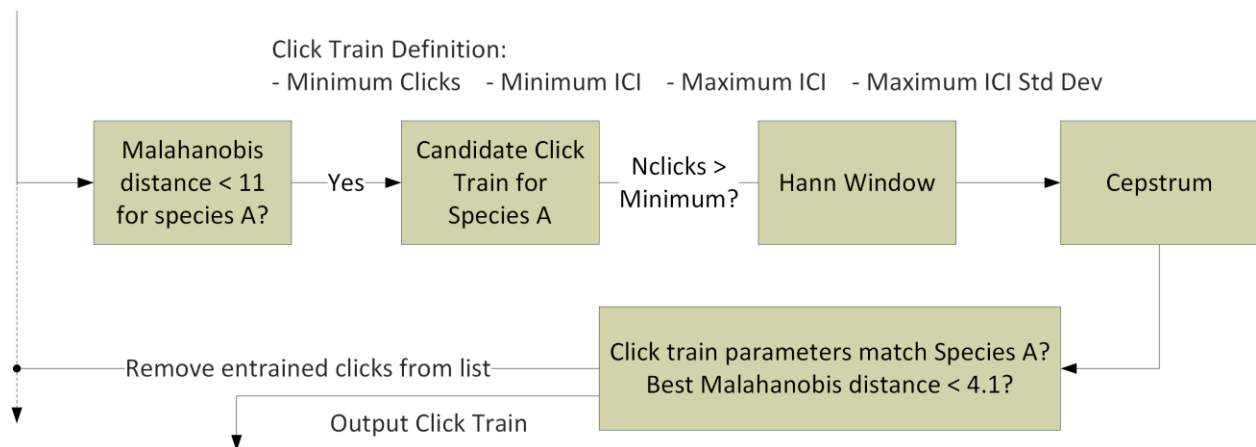 Click Train Definition:
- Minimum Clicks - Minimum ICI - Maximum ICI - Maximum ICI Std Dev
Malahanobis
distance < 11
for species A?
Yes
Candidate Click
Train for
Species A
Nclicks >
Minimum?
Hann Window
Cepstrum
Click train parameters match Species A?
Best Malahanobis distance < 4.1?
Remove entrained clicks from list
Output Click Train